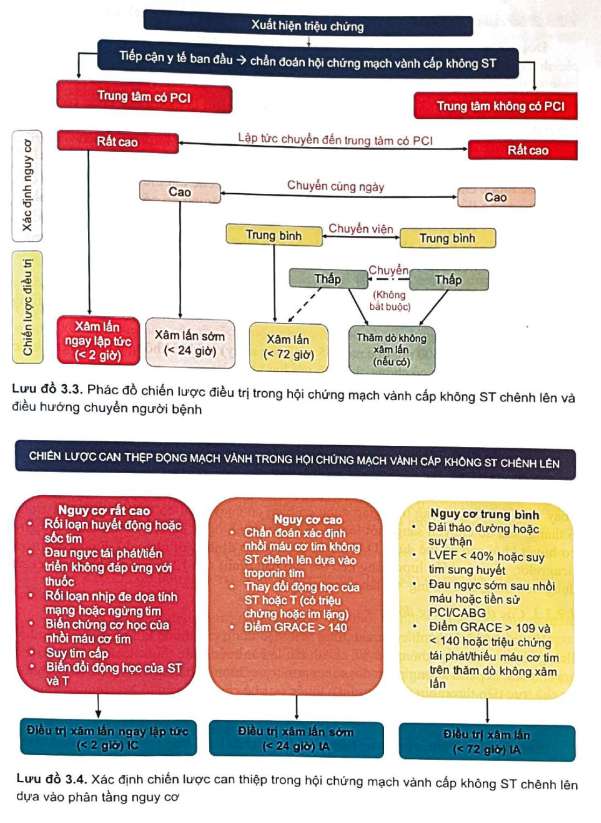 Xuất hiện triệu chứng
Tiếp cận y tế ban đầu → chẩn đoán hội chứng mạch vành cấp không ST
Trung tâm có PCI
Trung tâm không có PCI
Xác định nguy cơ
Rất cao
Lập tức chuyển đến trung tâm có PCI
Rất cao
Cao
Chuyển cùng ngày
Cao
Trung bình
Chuyển viện
Trung bình
Chiến lược điều trị
Thấp
Chuyển
(Không
bắt buộc)
Thấp
Xâm lấn
ngay lập tức
(< 2 giờ)
Xâm lấn sớm
(< 24 giờ)
Xâm lấn
(< 72 giờ)
Thăm dò không
xâm lấn
(nếu có)
Lưu đồ 3.3. Phác đồ chiến lược điều trị trong hội chứng mạch vành cấp không ST chênh lên và
điều hướng chuyển người bệnh
CHIẾN LƯỢC CAN THỆP ĐỘNG MẠCH VÀNH TRONG HỘI CHỨNG MẠCH VÀNH CẤP KHÔNG ST CHÊNH LÊN
Nguy cơ rất cao
• Rối loạn huyết động hoặc
sốc tim
• Đau ngực tái phát/tiến
triển không đáp ứng với
thuốc
• Rối loạn nhịp đe dọa tính
mạng hoặc ngừng tim
• Biến chứng cơ học của
nhồi máu cơ tim
• Suy tim cấp
• Biến đổi động học của ST
và T
Điều trị xâm lấn ngay lập tức
(< 2 giờ) IC
Nguy cơ cao
• Chẩn đoán xác định
nhồi máu cơ tim không
ST chênh lên dựa vào
troponin tim
• Thay đổi động học của
ST hoặc T (có triệu
chứng hoặc im lặng)
• Điểm GRACE > 140
Điều trị xâm lấn sớm
(< 24 giờ) IA
Nguy cơ trung bình
• Đái tháo đường hoặc
suy thận
• LVEF < 40% hoặc suy
tim sung huyết
• Đau ngực sớm sau nhồi
máu hoặc tiền sử
PCI/CABG
• Điểm GRACE > 109 và
< 140 hoặc triệu chứng
tái phát/thiếu máu cơ tim
trên thăm dò không xâm
lấn
Điều trị xâm lấn
(< 72 giờ) IA
Lưu đồ 3.4. Xác định chiến lược can thiệp trong hội chứng mạch vành cấp không ST chênh lên
dựa vào phân tầng nguy cơ